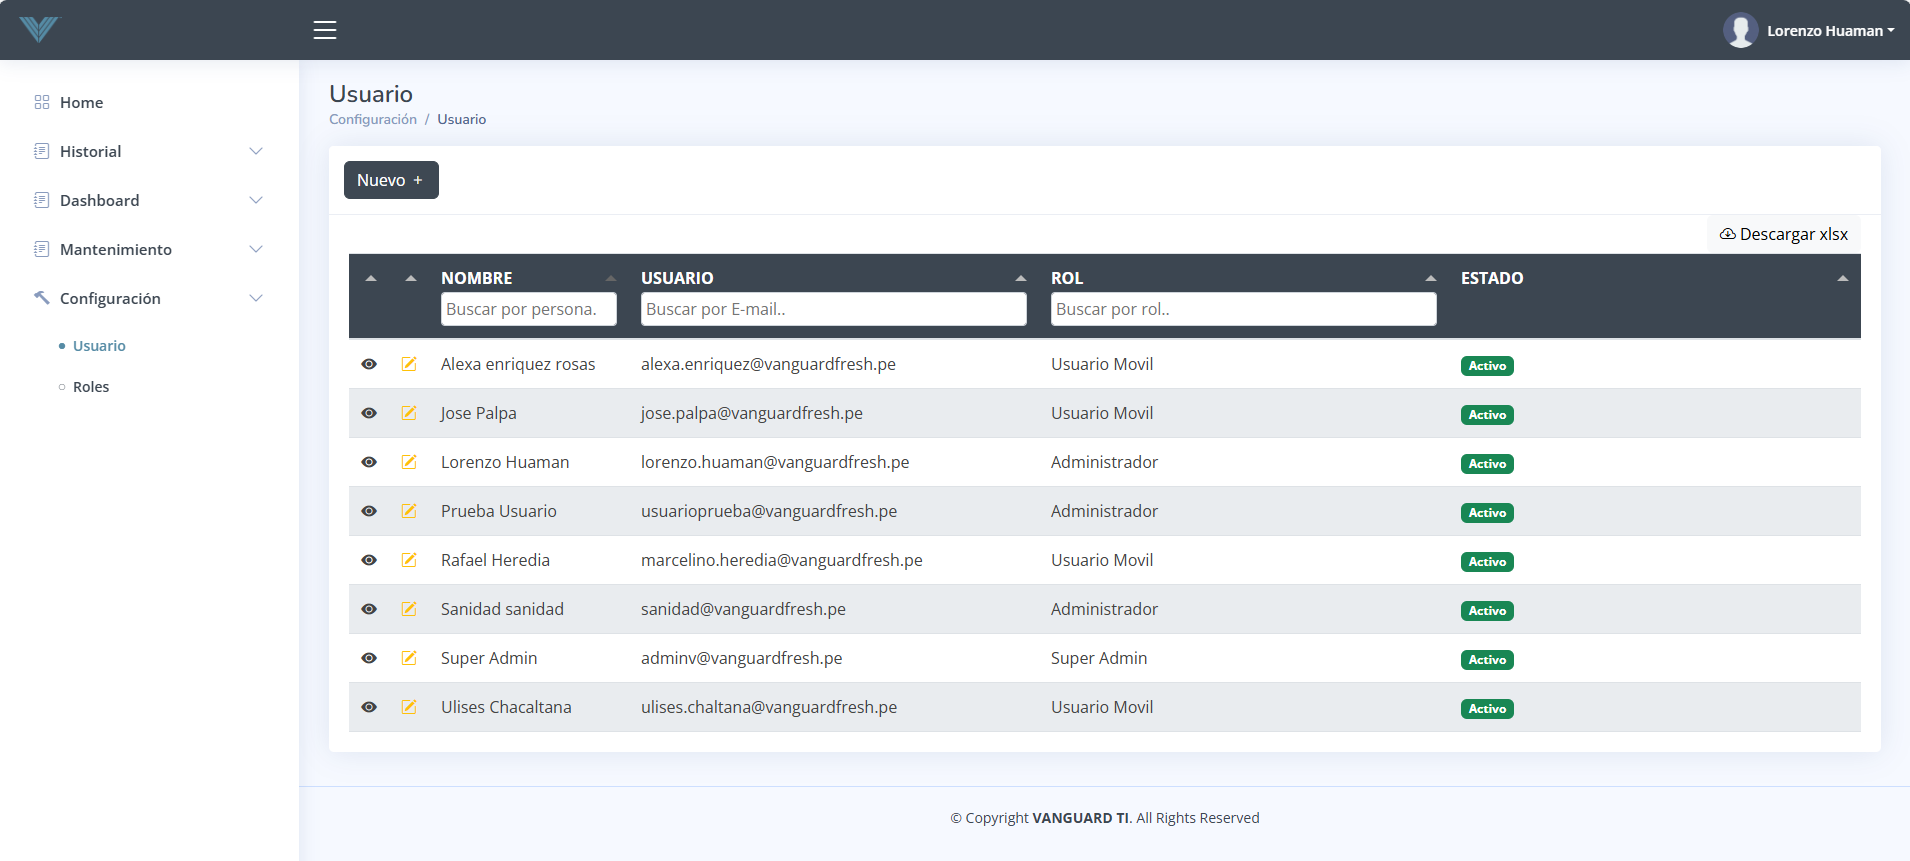 Lorenzo Huaman
Home
Historial
Dashboard
Mantenimiento
Configuración
Usuario
Roles
Usuario
Configuración / Usuario
Nuevo +
Descargar xlsx
NOMBRE USUARIO ROL ESTADO
Buscar por persona. Buscar por E-mail.. Buscar por rol..
Alexa enriquez rosas alexa.enriquez@vanguardfresh.pe Usuario Movil Activo
Jose Palpa jose.palpa@vanguardfresh.pe Usuario Movil Activo
Lorenzo Huaman lorenzo.huaman@vanguardfresh.pe Administrador Activo
Prueba Usuario usuarioprueba@vanguardfresh.pe Administrador Activo
Rafael Heredia marcelino.heredia@vanguardfresh.pe Usuario Movil Activo
Sanidad sanidad sanidad@vanguardfresh.pe Administrador Activo
Super Admin adminv@vanguardfresh.pe Super Admin Activo
Ulises Chacaltana ulises.chaltana@vanguardfresh.pe Usuario Movil Activo
© Copyright VANGUARD TI. All Rights Reserved